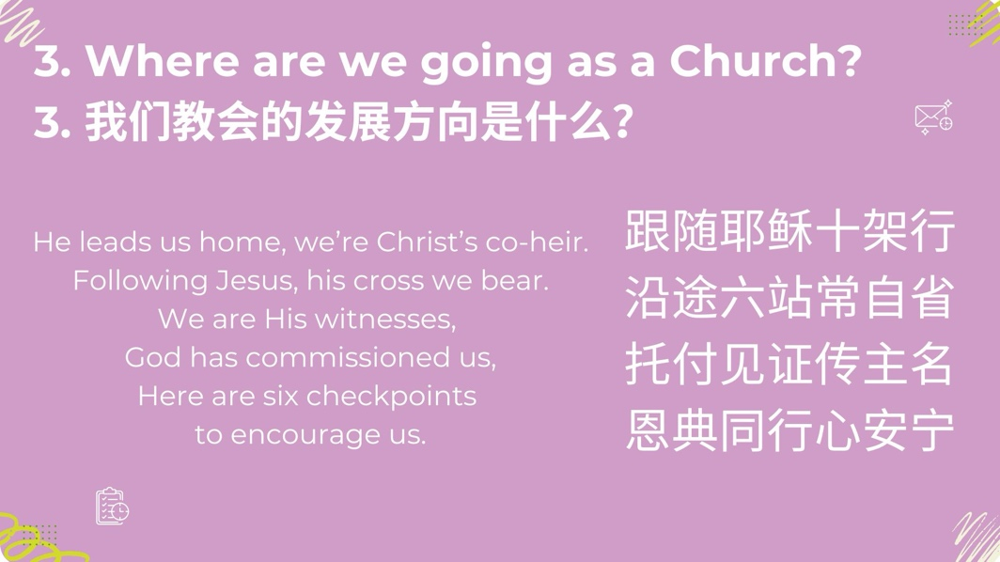 3. Where are we going as a Church?
3. 我们教会的发展方向是什么？
He leads us home, we’re Christ’s co-heir.
Following Jesus, his cross we bear.
We are His witnesses,
God has commissioned us,
Here are six checkpoints
to encourage us.
跟随耶稣十架行
沿途六站常自省
托付见证传主名
恩典同行心安宁